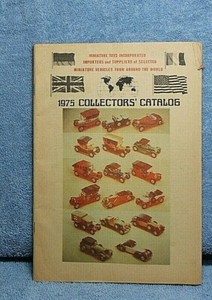 MINIATURE TOYS INCORPORATED
IMPORTERS and SUPPLIERS of SELECTED
MINIATURE VEHICLES FROM AROUND THE WORLD
1975 COLLECTORS' CATALOG